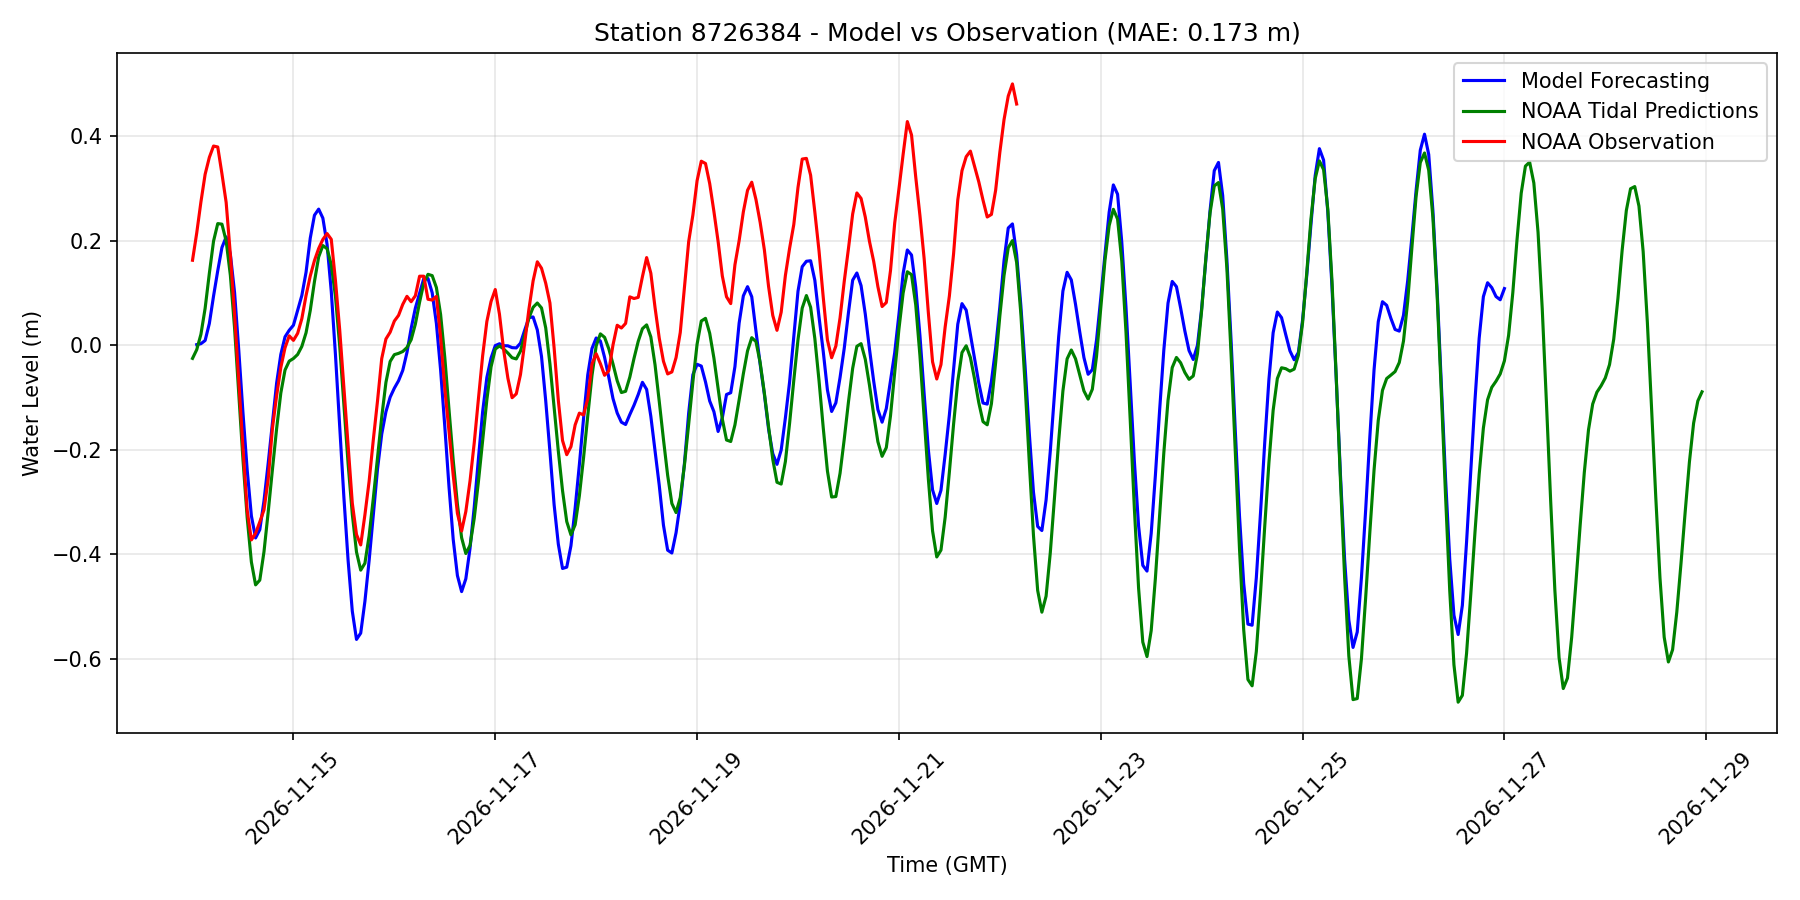 Station 8726384 - Model vs Observation (MAE: 0.173 m)
Model Forecasting
NOAA Tidal Predictions
NOAA Observation
Water Level (m)
0.4
0.2
0.0
−0.2
−0.4
−0.6
2026-11-15
2026-11-17
2026-11-19
2026-11-21
2026-11-23
2026-11-25
2026-11-27
2026-11-29
Time (GMT)